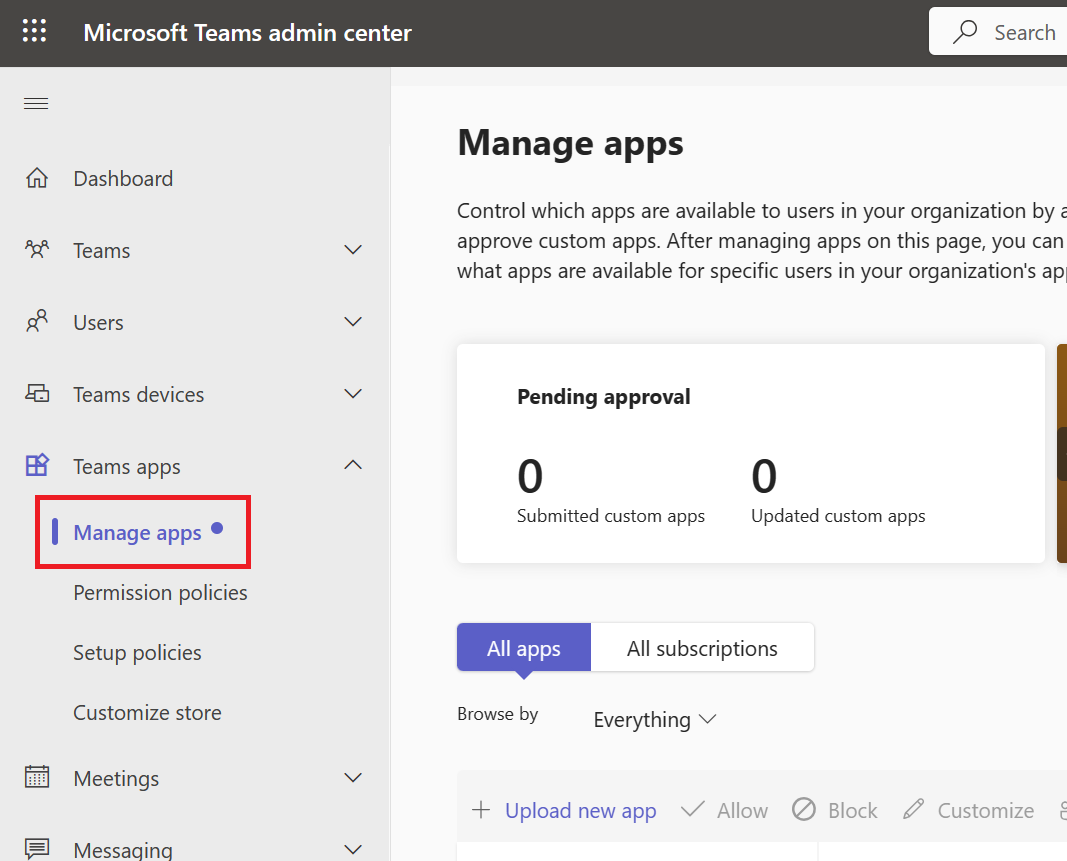 Microsoft Teams admin center
Search
Dashboard
Teams
Users
Teams devices
Teams apps
Manage apps
Permission policies
Setup policies
Customize store
Meetings
Messaging
Manage apps
Control which apps are available to users in your organization by a
approve custom apps. After managing apps on this page, you can
what apps are available for specific users in your organization's ap
Pending approval
0
Submitted custom apps
0
Updated custom apps
All apps
All subscriptions
Browse by
Everything
Upload new app
Allow
Block
Customize